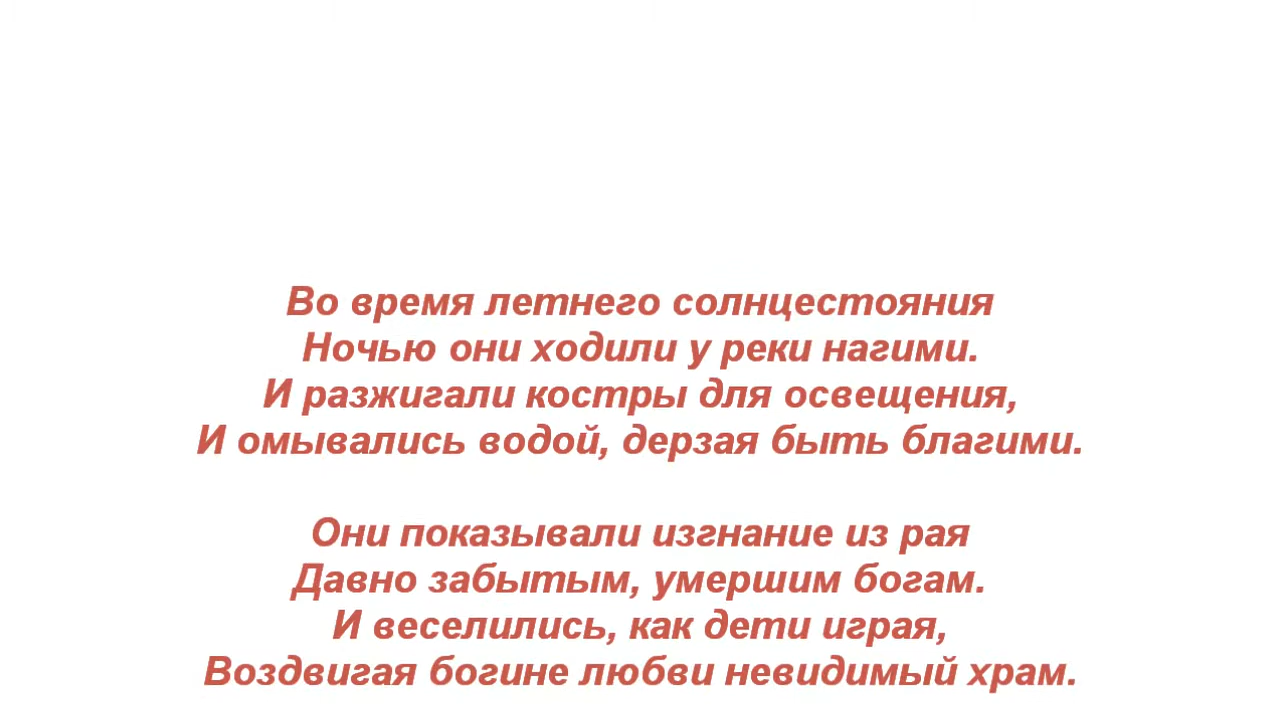 Во время летнего солнцестояния
Ночью они ходили у реки нагими.
И разжигали костры для освещения,
И омывались водой, дерзая быть благими.
Они показывали изгнание из рая
Давно забытым, умершим богам.
И веселились, как дети играя,
Воздвигая богине любви невидимый храм.